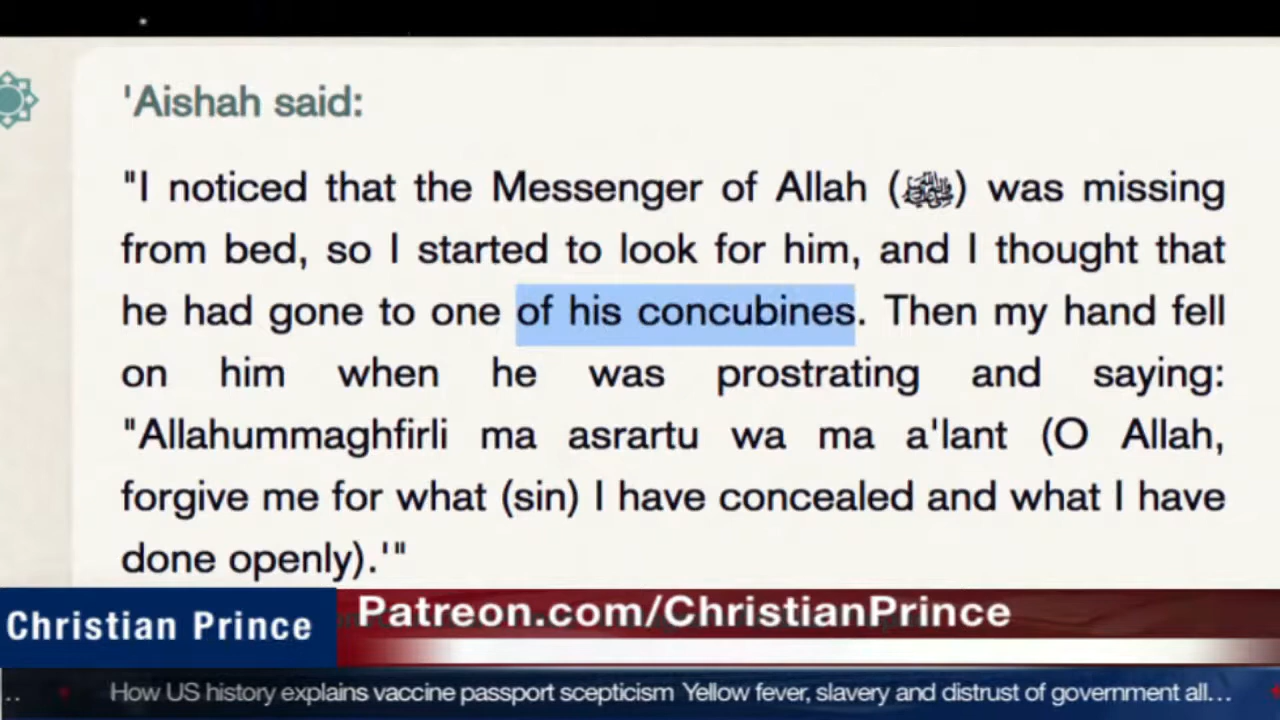 'Aishah said:
"I noticed that the Messenger of Allah (ﷺ) was missing
from bed, so I started to look for him, and I thought that
he had gone to one of his concubines. Then my hand fell
on him when he was prostrating and saying:
"Allahummaghfirli ma asrartu wa ma a'lant (O Allah,
forgive me for what (sin) I have concealed and what I have
done openly).'"
Christian Prince
Patreon.com/ChristianPrince
.. How US history explains vaccine passport scepticism Yellow fever, slavery and distrust of government all...